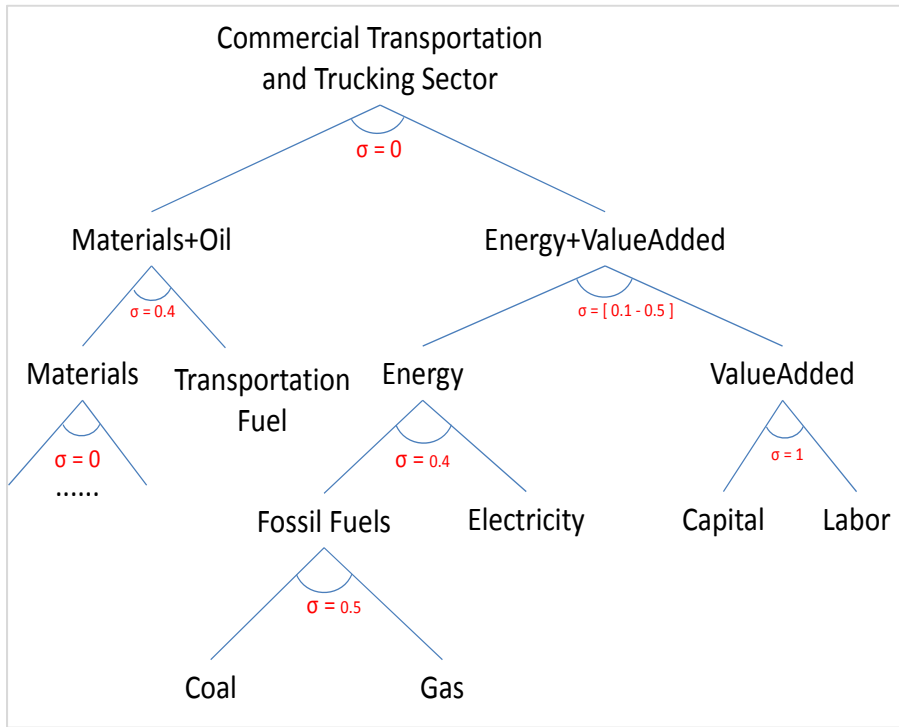 Commercial Transportation
and Trucking Sector
σ = 0
Materials+Oil
Energy+ValueAdded
σ = 0.4
σ = [ 0.1 - 0.5 ]
Materials
Transportation
Fuel
Energy
ValueAdded
σ = 0
......
σ = 0.4
σ = 1
Fossil Fuels
Electricity
Capital
Labor
σ = 0.5
Coal
Gas